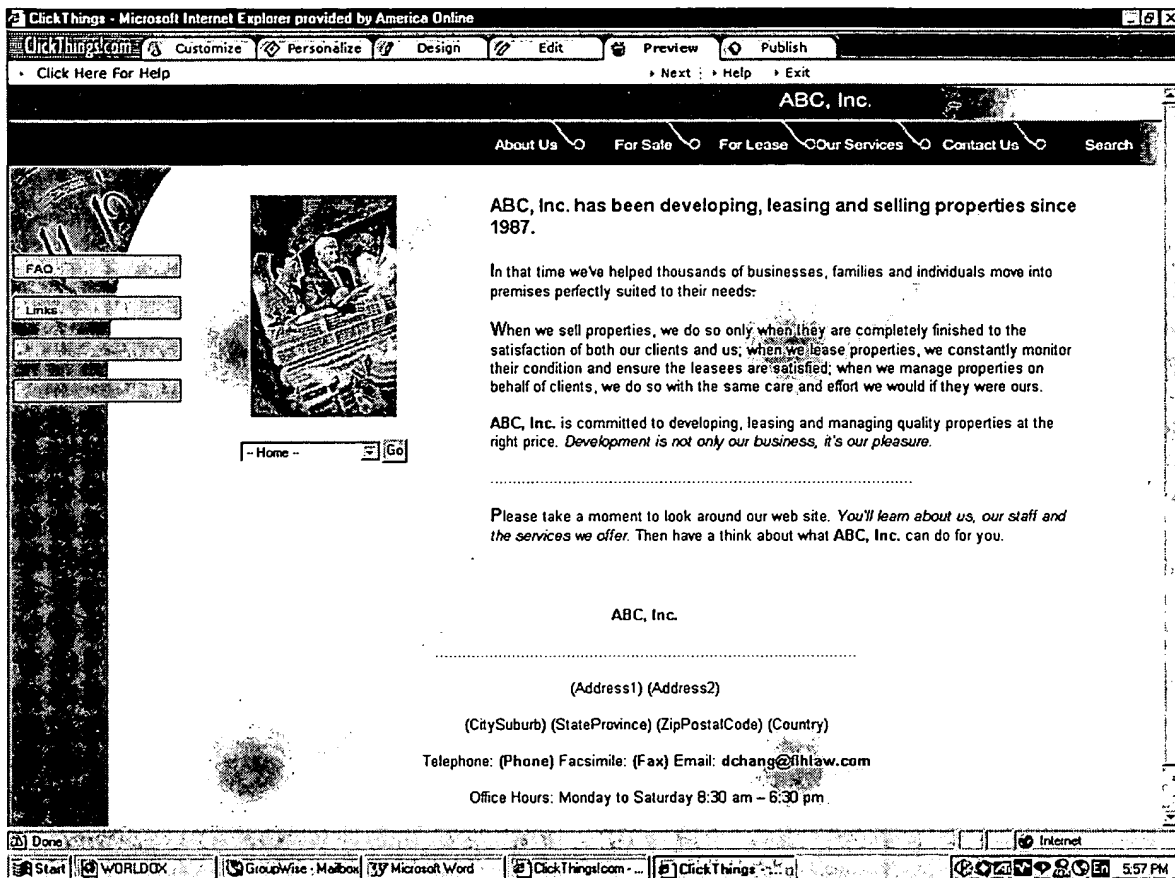 ClickThings - Microsoft Internet Explorer provided by America Online
ClickThings!com Customize Personalize Design Edit Preview Publish
Click Here For Help Next Help Exit
ABC, Inc.
About Us For Sale For Lease Our Services Contact Us Search
ABC, Inc. has been developing, leasing and selling properties since
1987.
FAQ
In that time we've helped thousands of businesses, families and individuals move into
premises perfectly suited to their needs.
Links
When we sell properties, we do so only when they are completely finished to the
satisfaction of both our clients and us; when we lease properties, we constantly monitor
their condition and ensure the leasees are satisfied; when we manage properties on
behalf of clients, we do so with the same care and effort we would if they were ours.
ABC, Inc. is committed to developing, leasing and managing quality properties at the
right price. Development is not only our business, it's our pleasure.
-- Home -- Go
Please take a moment to look around our web site. You'll learn about us, our staff and
the services we offer. Then have a think about what ABC, Inc. can do for you.
ABC, Inc.
(Address1) (Address2)
(CitySuburb) (StateProvince) (ZipPostalCode) (Country)
Telephone: (Phone) Facsimile: (Fax) Email: dchang@flhlaw.com
Office Hours: Monday to Saturday 8:30 am – 6:30 pm
Done Internet
Start WORLDOX GroupWise - Mailbox Microsoft Word ClickThings!com - ... ClickThings - En 5:57 PM